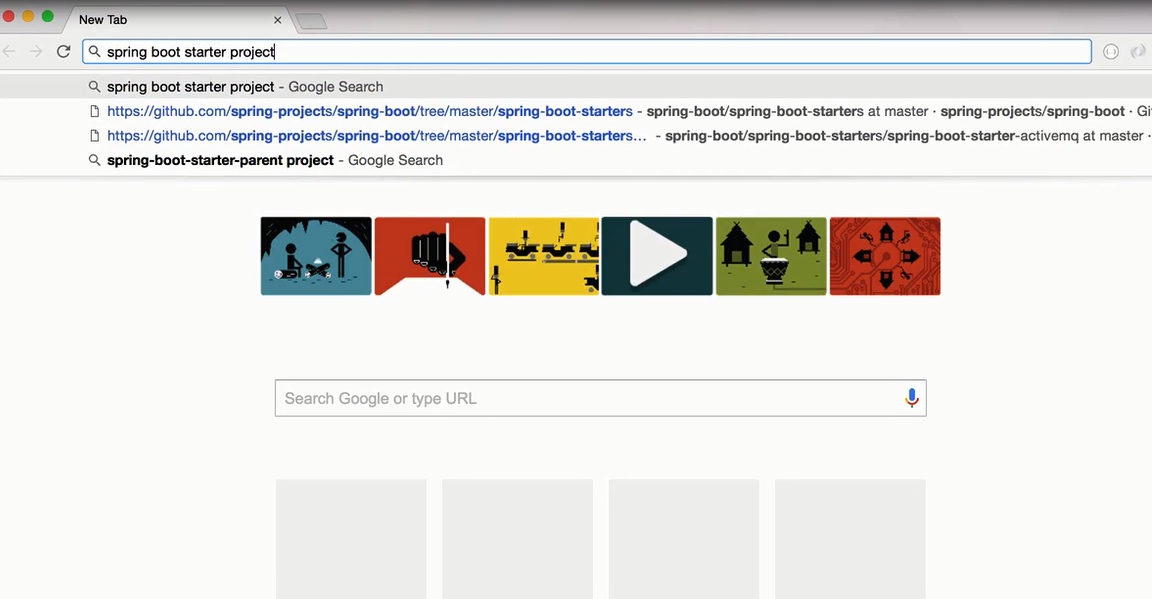 New Tab
spring boot starter project
spring boot starter project - Google Search
https://github.com/spring-projects/spring-boot/tree/master/spring-boot-starters - spring-boot/spring-boot-starters at master · spring-projects/spring-boot ·
https://github.com/spring-projects/spring-boot/tree/master/spring-boot-starters… - spring-boot/spring-boot-starters/spring-boot-starter-activemq at master ·
spring-boot-starter-parent project - Google Search
Search Google or type URL